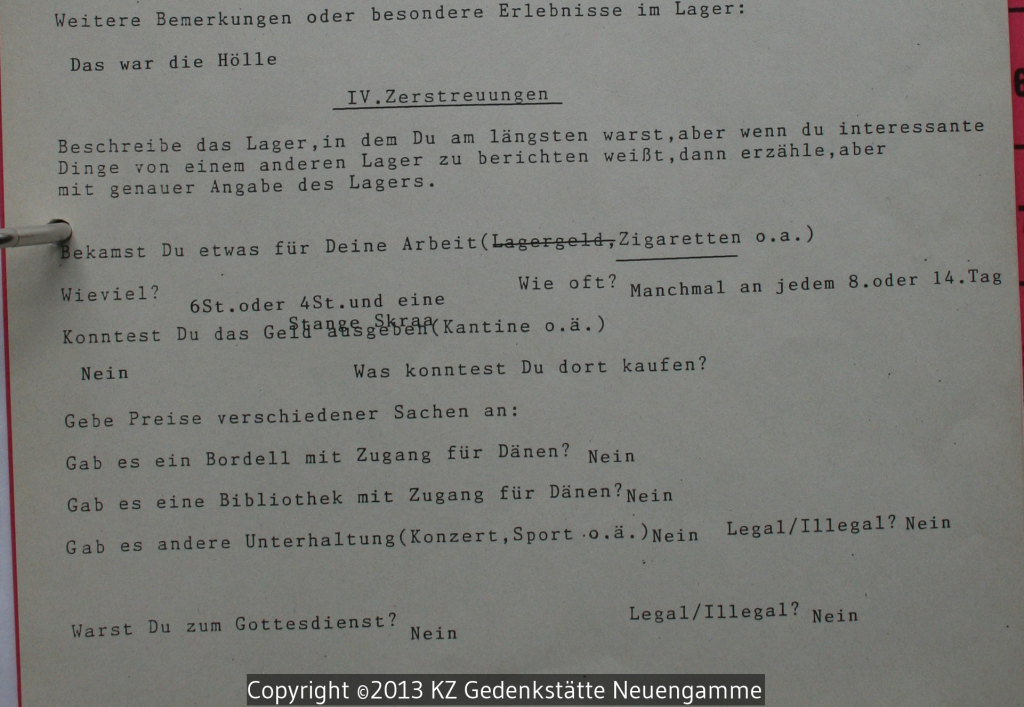 Weitere Bemerkungen oder besondere Erlebnisse im Lager:
Das war die Hölle
IV.Zerstreuungen
Beschreibe das Lager,in dem Du am längsten warst,aber wenn du interessante
Dinge von einem anderen Lager zu berichten weißt,dann erzähle,aber
mit genauer Angabe des Lagers.
Bekamst Du etwas für Deine Arbeit(Lagergeld,Zigaretten o.a.)
Wieviel? 6St.oder 4St.und eine Wie oft? Manchmal an jedem 8.oder 14.Tag
Stange Skraa
Konntest Du das Geld ausgeben(Kantine o.ä.)
Nein Was konntest Du dort kaufen?
Gebe Preise verschiedener Sachen an:
Gab es ein Bordell mit Zugang für Dänen? Nein
Gab es eine Bibliothek mit Zugang für Dänen?Nein
Gab es andere Unterhaltung(Konzert,Sport o.ä.)Nein Legal/Illegal? Nein
Warst Du zum Gottesdienst? Nein Legal/Illegal? Nein
Copyright ©2013 KZ Gedenkstätte Neuengamme